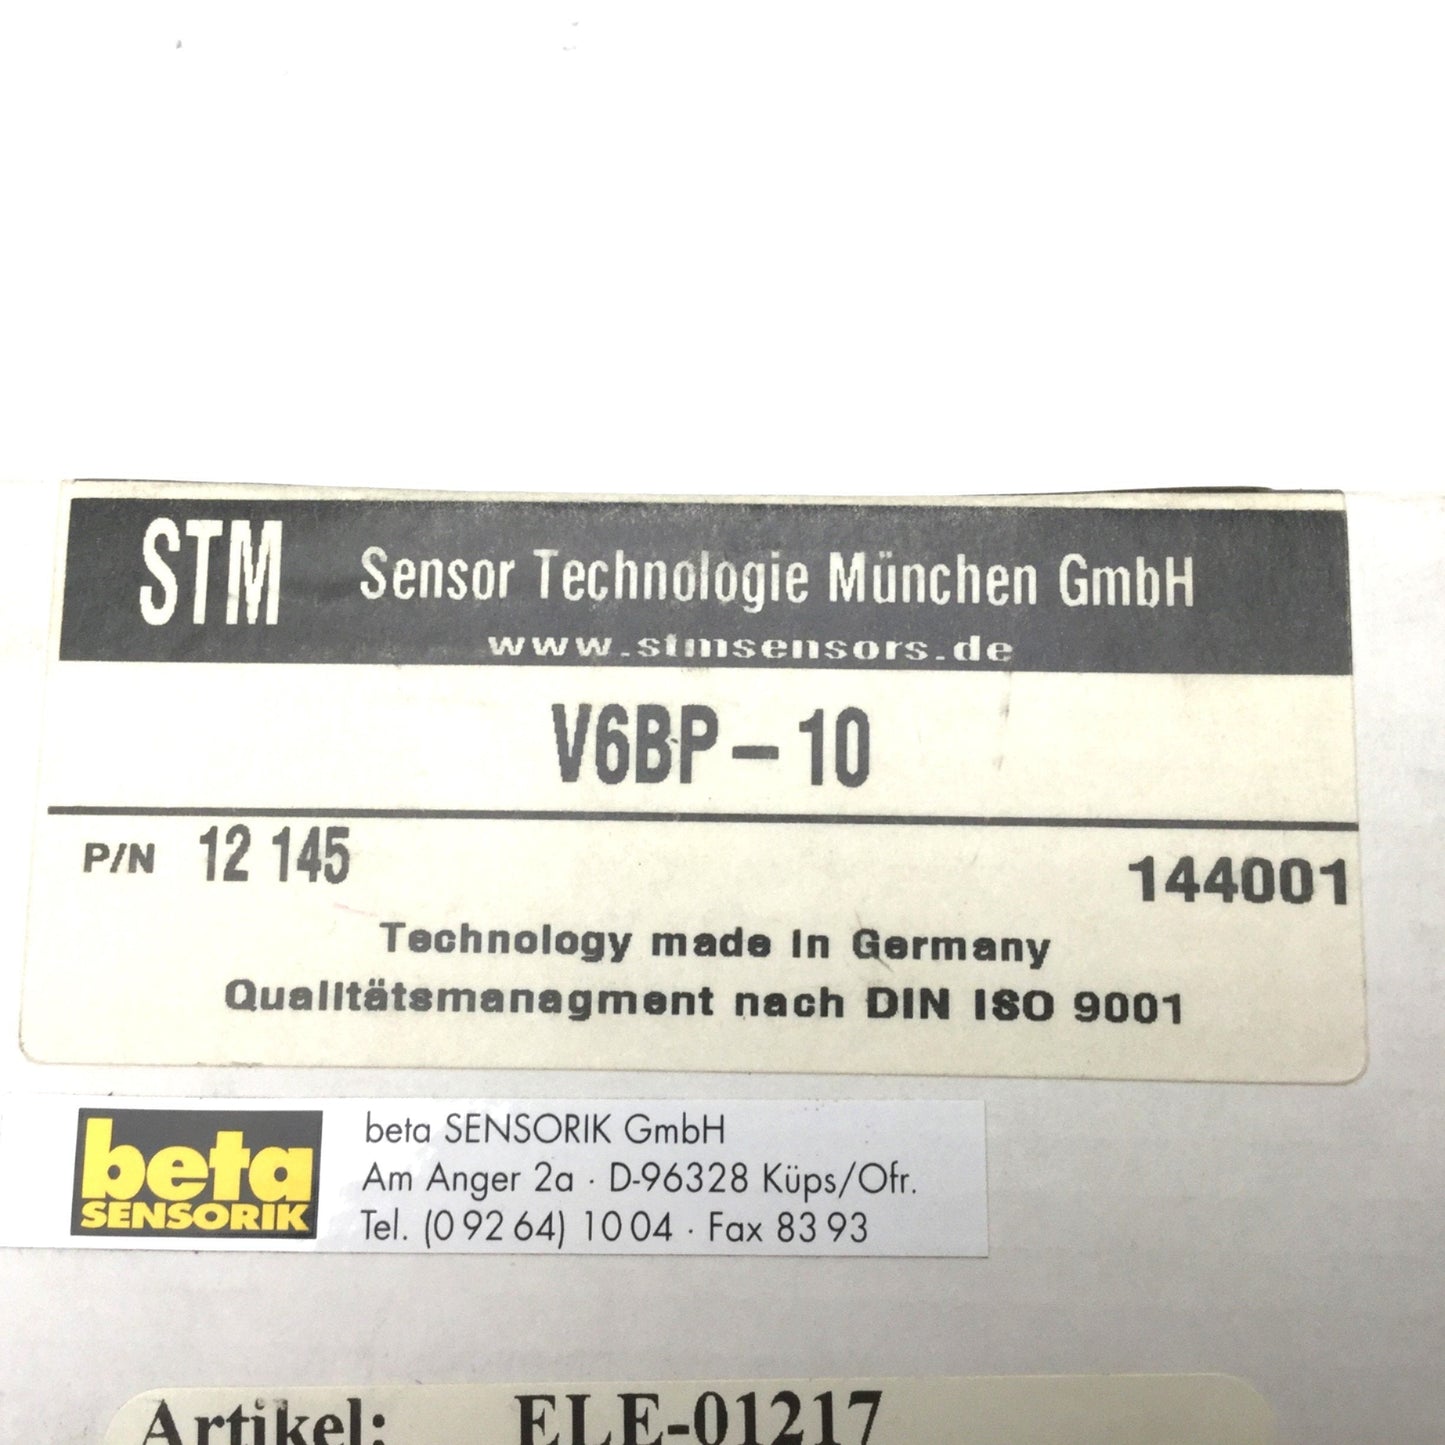 STM Sensor Technologie München GmbH
www.stmsensors.de
V6BP-10
P/N 12 145 144001
Technology made in Germany
Qualitätsmanagment nach DIN ISO 9001
beta SENSORIK
beta SENSORIK GmbH
Am Anger 2a · D-96328 Küps/Ofr.
Tel. (0 92 64) 10 04 · Fax 83 93
Artikel: ELE-01217